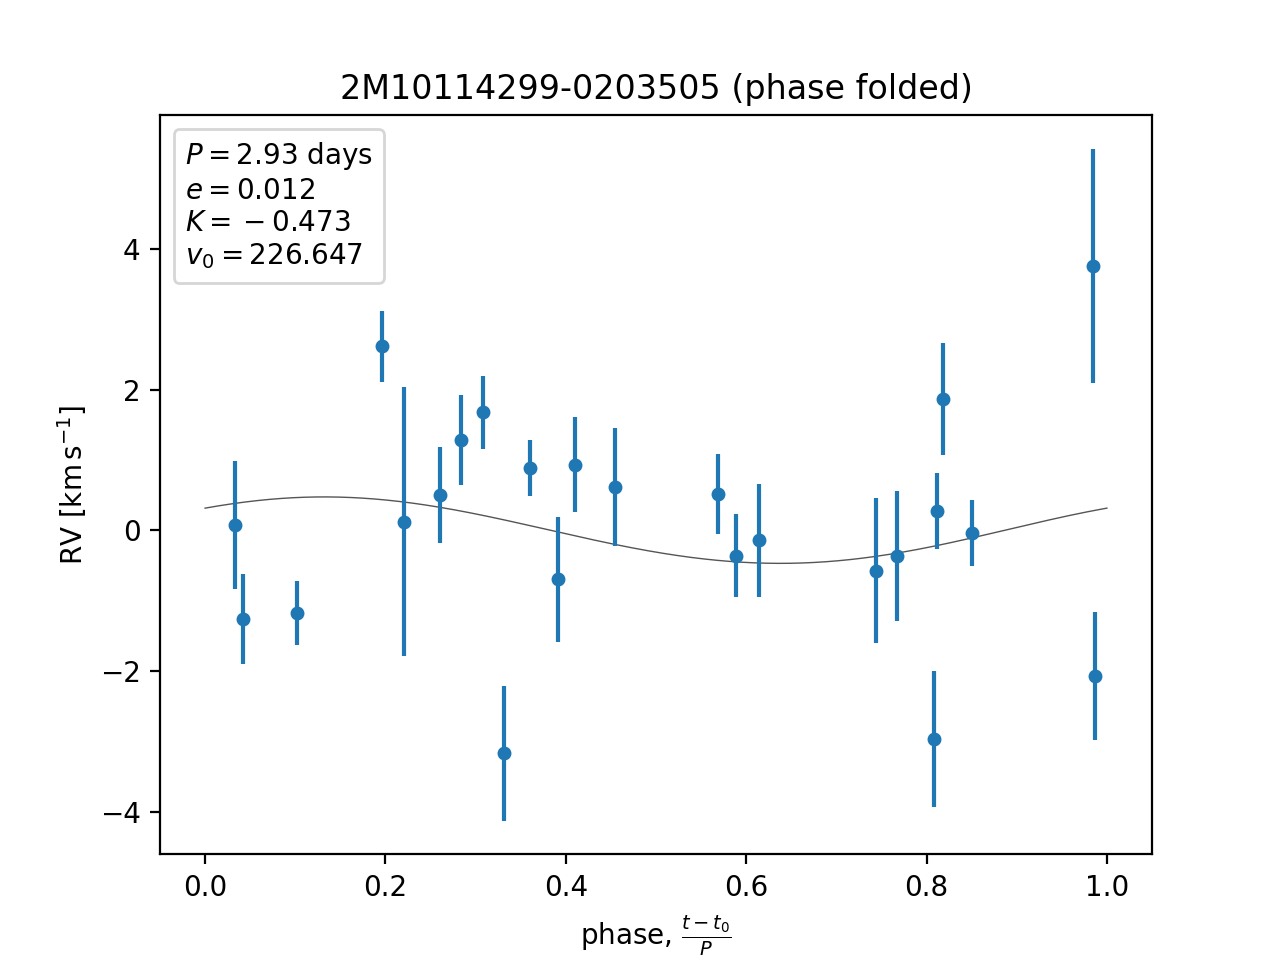 2M10114299-0203505 (phase folded)
P = 2.93 days
e = 0.012
K = −0.473
v₀ = 226.647
RV [km s⁻¹]
4
2
0
−2
−4
0.0 0.2 0.4 0.6 0.8 1.0
phase, (t − t₀)/P